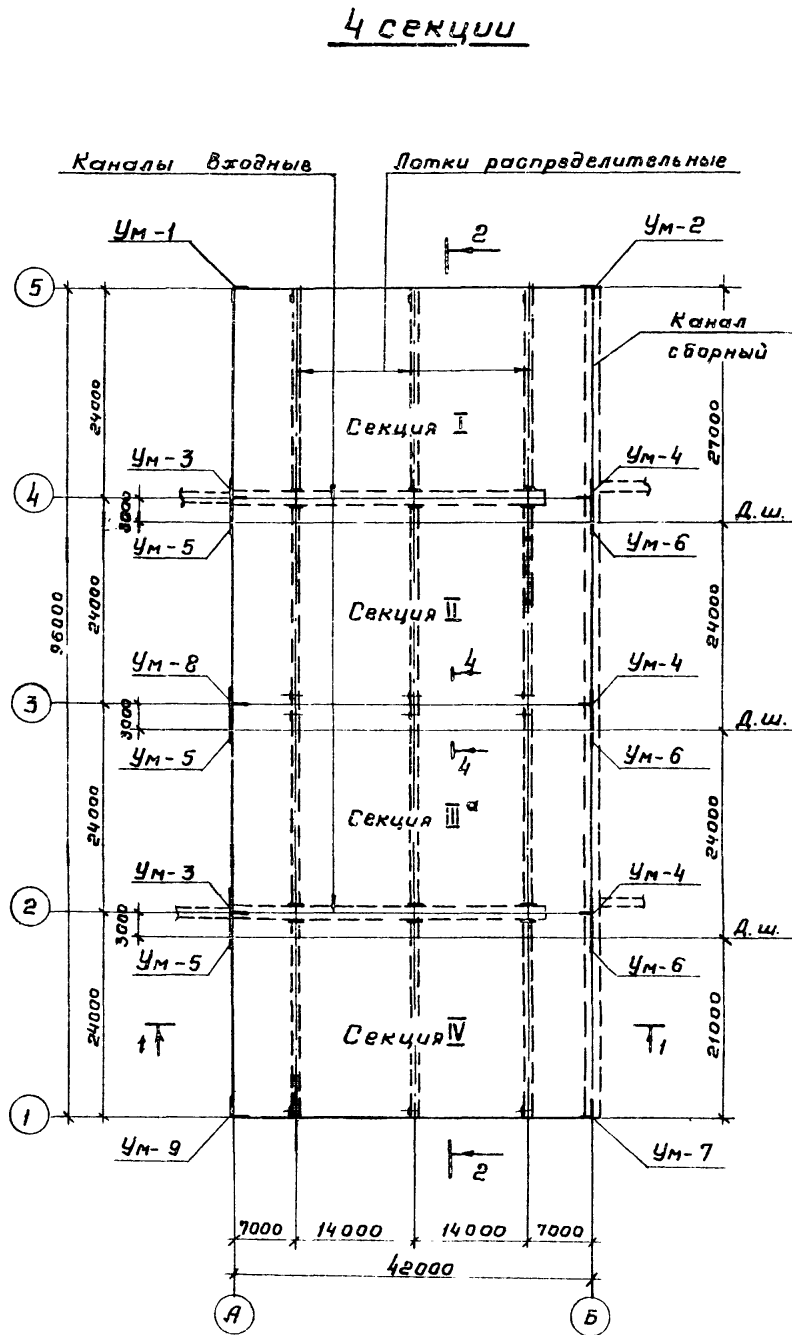 4 секции
Каналы входные
Лотки распределительные
Ум-1
2
Ум-2
5
Канал
сборный
24000
27000
Секция I
Ум-3
Ум-4
4
3000
Д.ш.
Ум-5
Ум-6
96000
24000
Секция II
24000
4
Ум-8
Ум-4
3
3000
Д.ш.
Ум-5
4
Ум-6
24000
Секция IIIа
24000
Ум-3
Ум-4
2
3000
Д.ш.
Ум-5
Ум-6
24000
1
Секция IV
1
21000
1
Ум-9
2
Ум-7
7000
14000
14000
7000
42000
А
Б